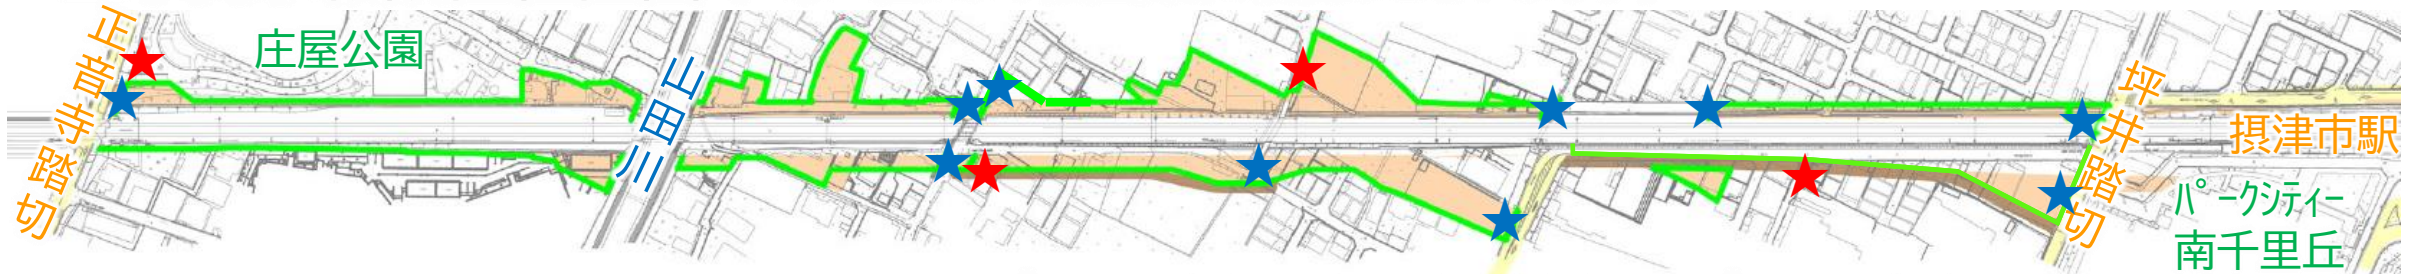 正音寺踏切
庄屋公園
山田川
坪井踏切
摂津市駅
ﾊﾟｰｸｼﾃｨｰ
南千里丘